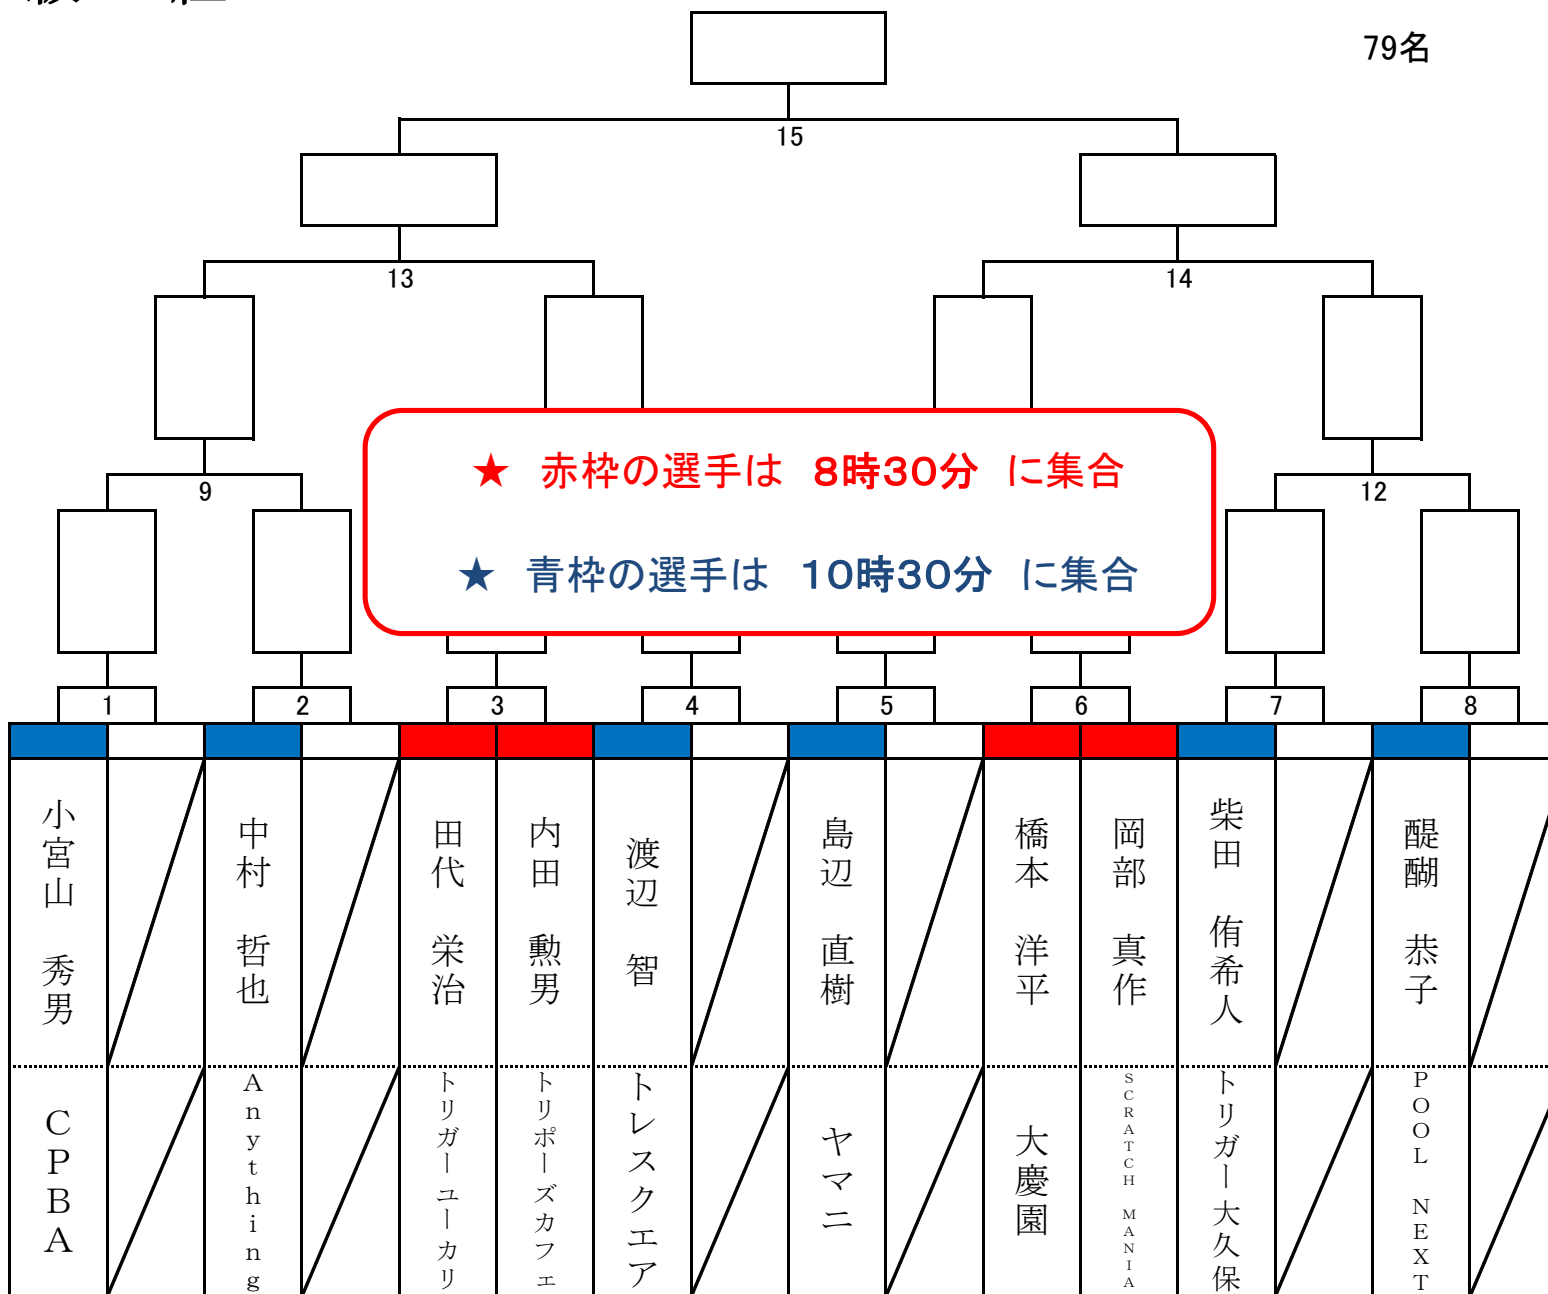 79名
15
13
14
★ 赤枠の選手は 8時30分 に集合
★ 青枠の選手は 10時30分 に集合
9
12
1
2
3
4
5
6
7
8
小宮山 秀男
中村 哲也
田代 栄治
内田 勲男
渡辺 智
島辺 直樹
橋本 洋平
岡部 真作
柴田 侑希人
醍醐 恭子
CPBA
Anything
トリガーユーカリ
トリポーズカフェ
トレスクエア
ヤマニ
大慶園
SCRATCH MANIA
トリガー大久保
POOL NEXT